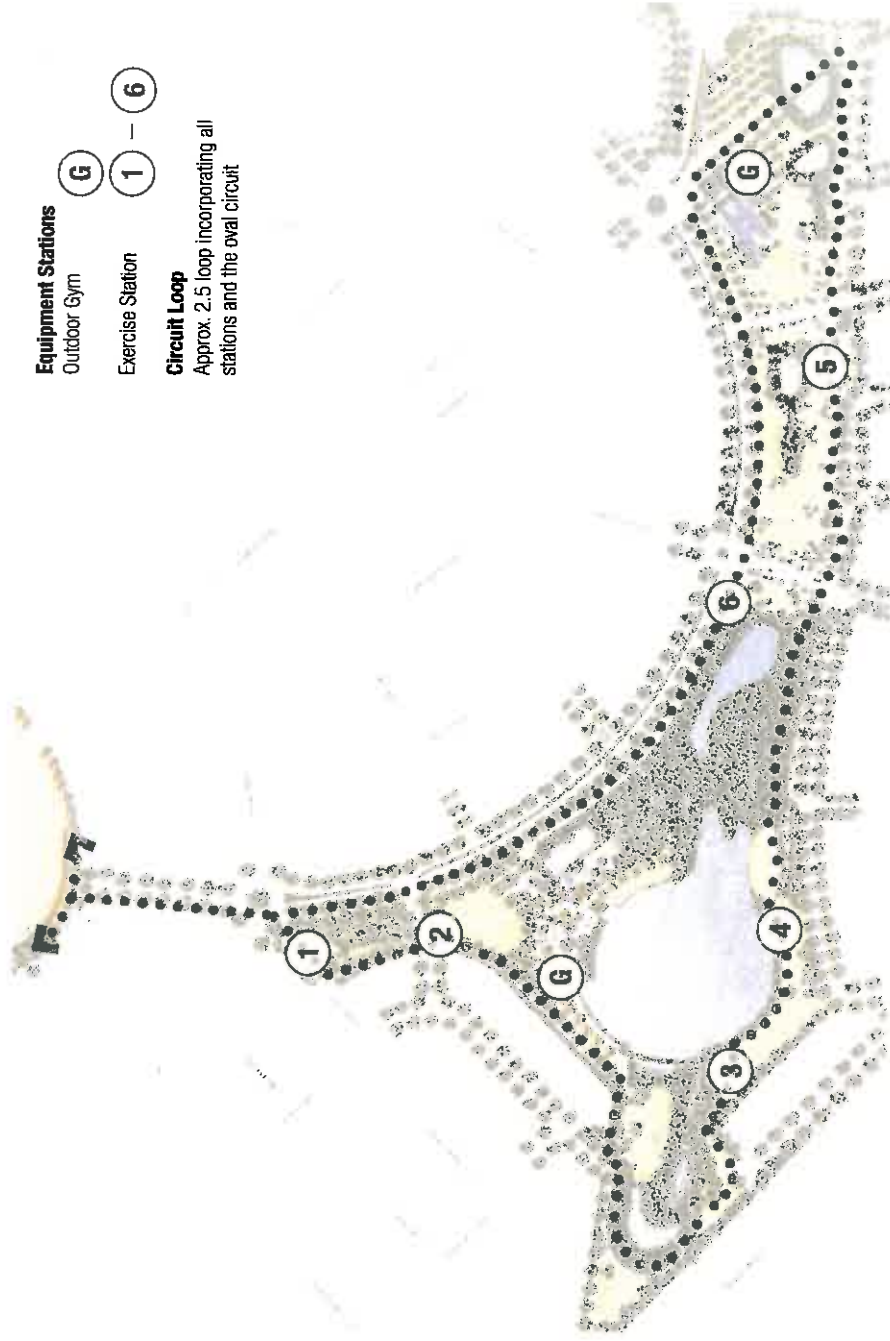 Equipment Stations
Outdoor Gym G
Exercise Station 1 – 6
Circuit Loop
Approx. 2.5 loop incorporating all
stations and the oval circuit
1
2
G
3
4
6
5
G